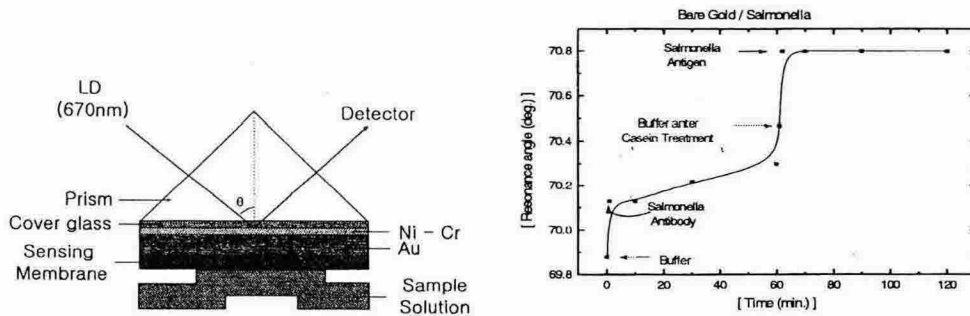 LD
(670nm)
Detector
θ
Prism
Cover glass
Ni - Cr
Au
Sensing
Membrane
Sample
Solution
Bare Gold / Salmonella
[ Resonance angle (deg.) ]
70.8
70.6
70.4
70.2
70.0
69.8
Salmonella
Antigen
Buffer anter
Casein Treatment
Salmonella
Antibody
Buffer
0
20
40
60
80
100
120
[ Time (min.) ]